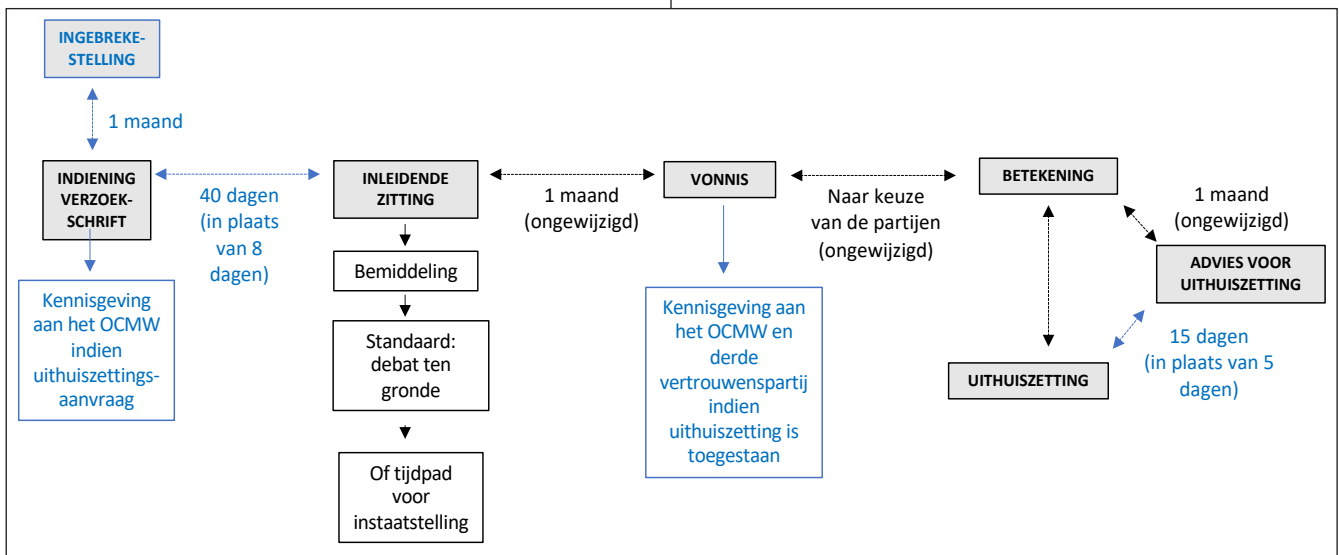 INGEBREKE-
STELLING
1 maand
INDIENING
VERZOEK-
SCHRIFT
40 dagen
(in plaats
van 8
dagen)
Kennisgeving
aan het OCMW
indien
uithuiszettings-
aanvraag
INLEIDENDE
ZITTING
Bemiddeling
Standaard:
debat ten
gronde
Of tijdpad
voor
instaatstelling
1 maand
(ongewijzigd)
VONNIS
Kennisgeving aan
het OCMW en
derde
vertrouwenspartij
indien
uithuiszetting is
toegestaan
Naar keuze
van de partijen
(ongewijzigd)
BETEKENING
1 maand
(ongewijzigd)
ADVIES VOOR
UITHUISZETTING
15 dagen
(in plaats van 5
dagen)
UITHUISZETTING